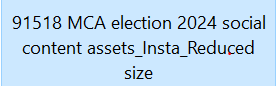 91518 MCA election 2024 social
content assets_Insta_Reduced
size